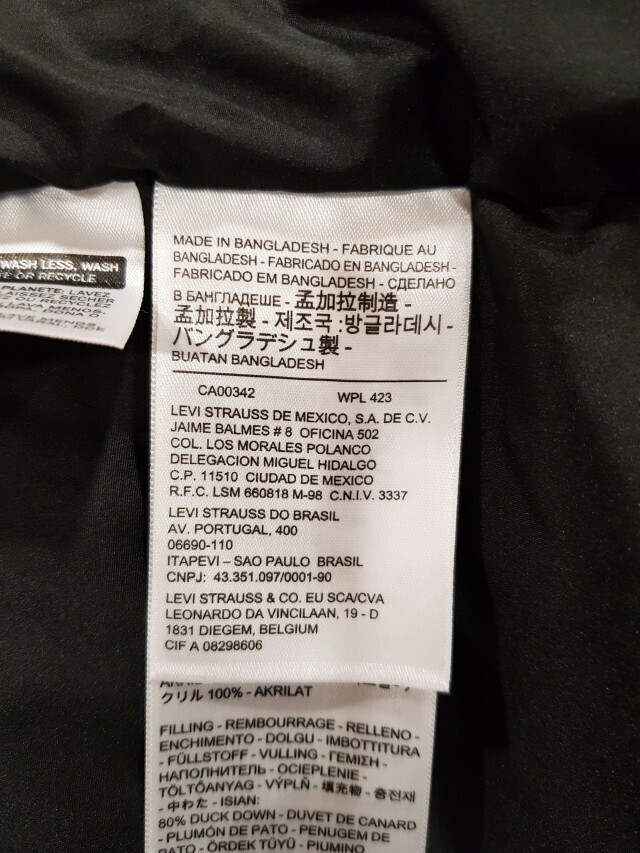 WASH LESS, WASH
OR RECYCLE
PLANETE: LAVEZ
MADE IN BANGLADESH - FABRIQUE AU
BANGLADESH - FABRICADO EN BANGLADESH -
FABRICADO EM BANGLADESH - СДЕЛАНО
В БАНГЛАДЕШЕ - 孟加拉制造 -
孟加拉製 - 제조국 :방글라데시 -
バングラデシュ製 -
BUATAN BANGLADESH
CA00342 WPL 423
LEVI STRAUSS DE MEXICO, S.A. DE C.V.
JAIME BALMES # 8 OFICINA 502
COL. LOS MORALES POLANCO
DELEGACION MIGUEL HIDALGO
C.P. 11510 CIUDAD DE MEXICO
R.F.C. LSM 660818 M-98 C.N.I.V. 3337
LEVI STRAUSS DO BRASIL
AV. PORTUGAL, 400
06690-110
ITAPEVI – SAO PAULO BRASIL
CNPJ: 43.351.097/0001-90
LEVI STRAUSS & CO. EU SCA/CVA
LEONARDO DA VINCILAAN, 19 - D
1831 DIEGEM, BELGIUM
CIF A 08298606
クリル 100% - AKRILAT
FILLING - REMBOURRAGE - RELLENO -
ENCHIMENTO - DOLGU - IMBOTTITURA
- FÜLLSTOFF - VULLING - ΓΕΜΙΣΗ -
НАПОЛНИТЕЛЬ - OCIEPLENIE -
TÖLTŐANYAG - VÝPLŇ - 填充物 - 충전재
- 中わた - ISIAN:
80% DUCK DOWN - DUVET DE CANARD
- PLUMÓN DE PATO - PENUGEM DE
PATO - ÖRDEK TÜYÜ - PIUMINO